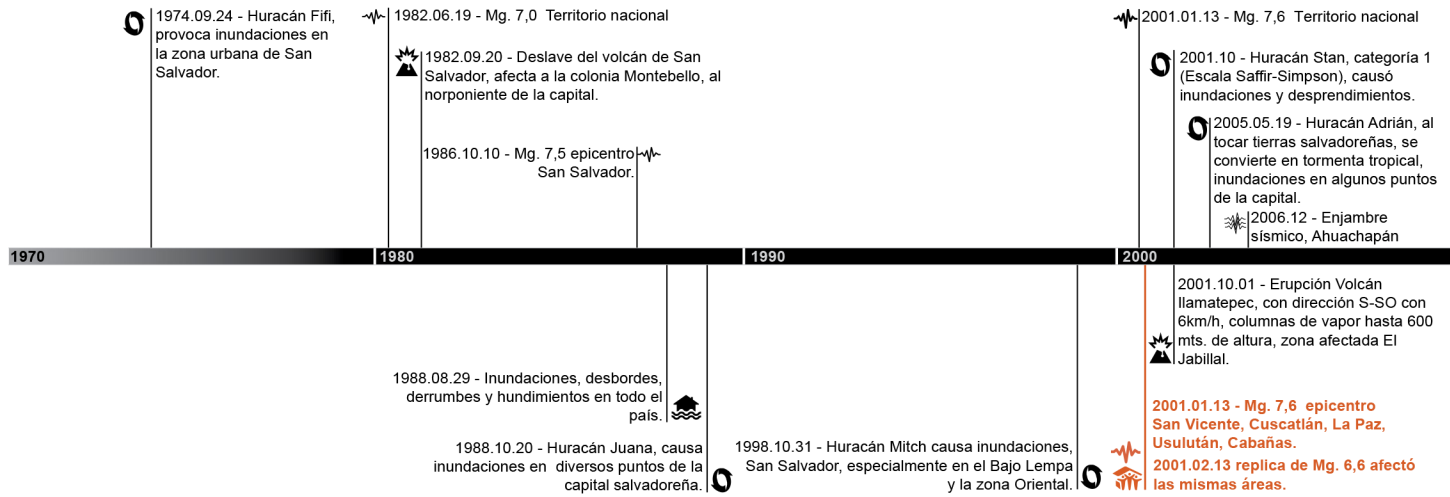 1974.09.24 - Huracán Fifi,
provoca inundaciones en
la zona urbana de San
Salvador.
1982.06.19 - Mg. 7,0 Territorio nacional
1982.09.20 - Deslave del volcán de San
Salvador, afecta a la colonia Montebello, al
norponiente de la capital.
1986.10.10 - Mg. 7,5 epicentro
San Salvador.
2001.01.13 - Mg. 7,6 Territorio nacional
2001.10 - Huracán Stan, categoría 1
(Escala Saffir-Simpson), causó
inundaciones y desprendimientos.
2005.05.19 - Huracán Adrián, al
tocar tierras salvadoreñas, se
convierte en tormenta tropical,
inundaciones en algunos puntos
de la capital.
2006.12 - Enjambre
sísmico, Ahuachapán
1970
1980
1990
2000
1988.08.29 - Inundaciones, desbordes,
derrumbes y hundimientos en todo el
país.
1988.10.20 - Huracán Juana, causa
inundaciones en diversos puntos de la
capital salvadoreña.
1998.10.31 - Huracán Mitch causa inundaciones,
San Salvador, especialmente en el Bajo Lempa
y la zona Oriental.
2001.10.01 - Erupción Volcán
Ilamatepec, con dirección S-SO con
6km/h, columnas de vapor hasta 600
mts. de altura, zona afectada El
Jabillal.
2001.01.13 - Mg. 7,6 epicentro
San Vicente, Cuscatlán, La Paz,
Usulután, Cabañas.
2001.02.13 replica de Mg. 6,6 afectó
las mismas áreas.